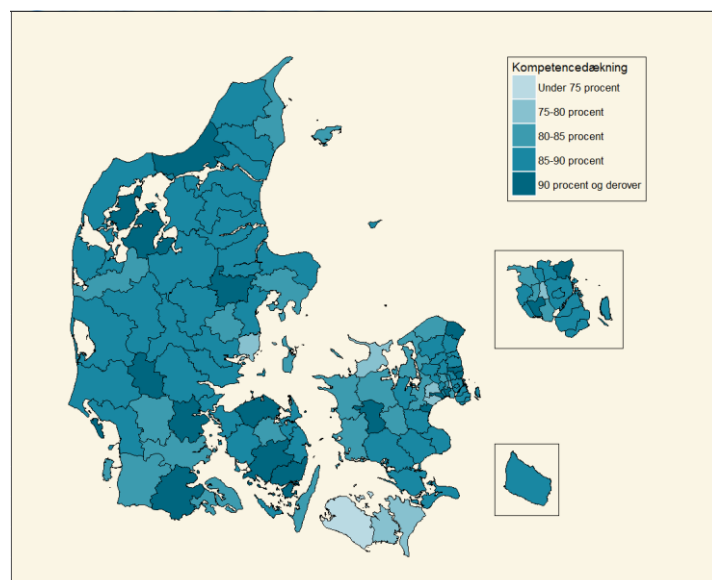 Kompetencedækning
Under 75 procent
75-80 procent
80-85 procent
85-90 procent
90 procent og derover